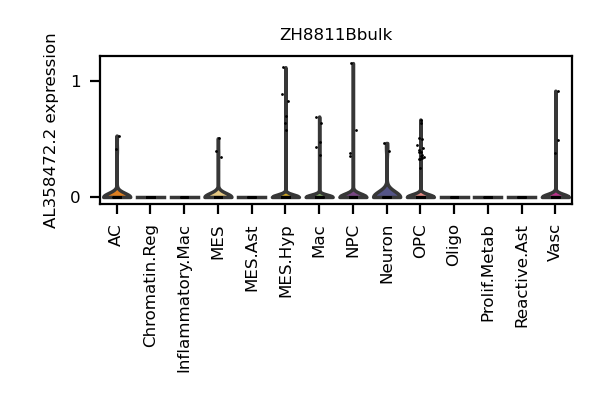 ZH8811Bbulk
AL358472.2 expression
1
0
AC
Chromatin.Reg
Inflammatory.Mac
MES
MES.Ast
MES.Hyp
Mac
NPC
Neuron
OPC
Oligo
Prolif.Metab
Reactive.Ast
Vasc